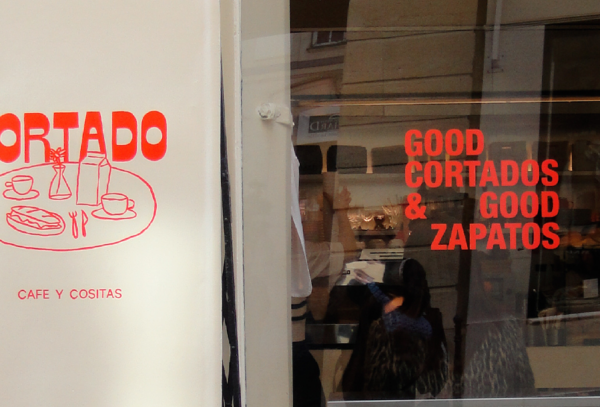 ORTADO
CAFE Y COSITAS
GOOD
CORTADOS
& GOOD
ZAPATOS